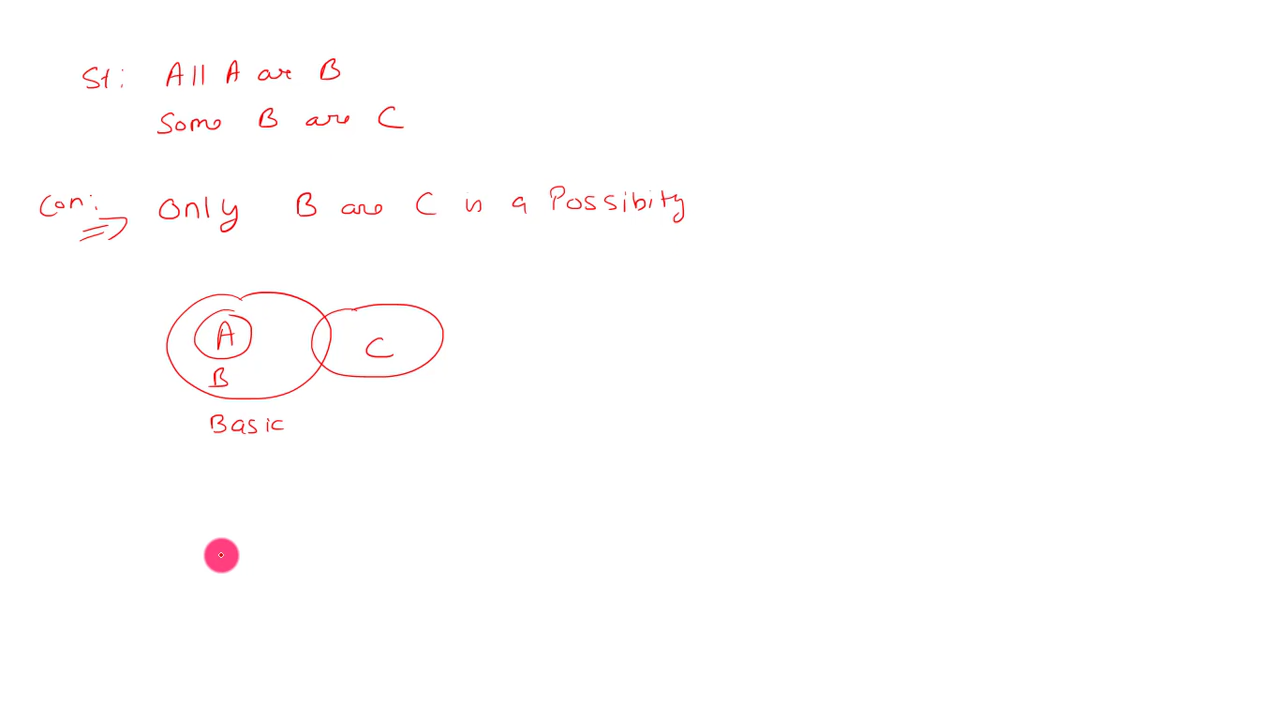 St: All A are B
Some B are C
Con: Only B are C is a Possibity
A
B
C
Basic